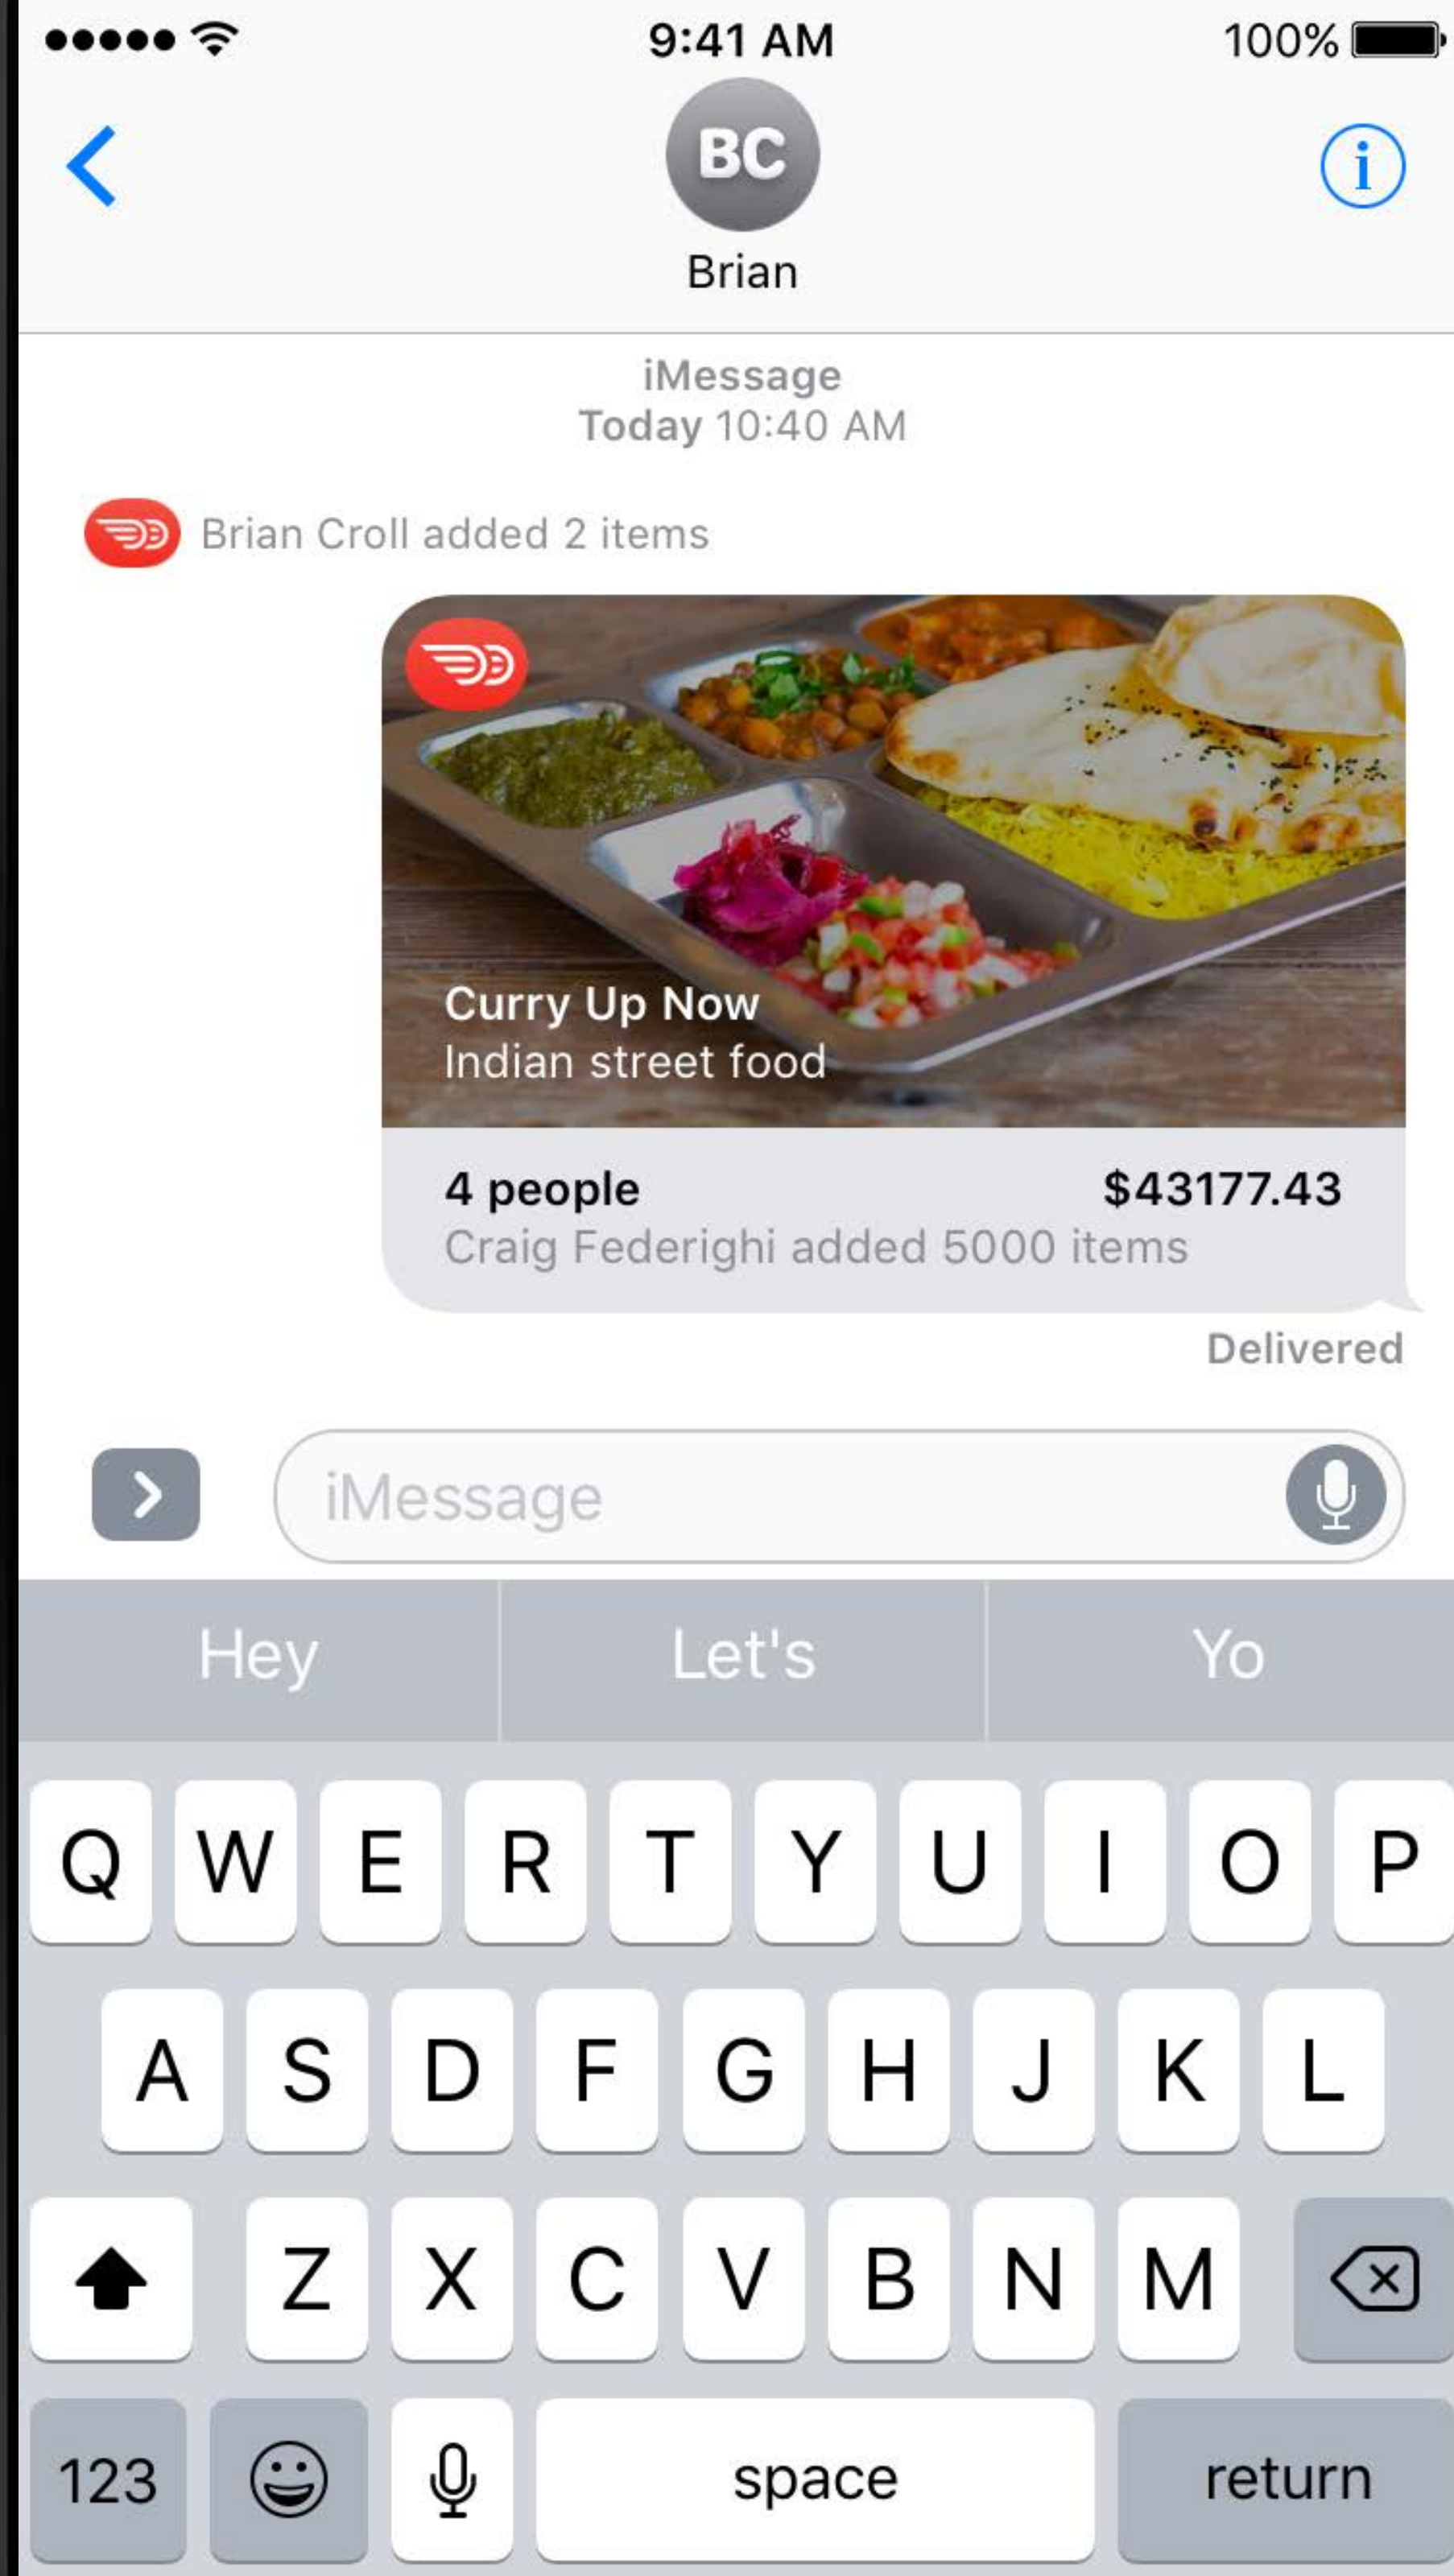 9:41 AM
100%
BC
Brian
iMessage
Today 10:40 AM
Brian Croll added 2 items
Curry Up Now
Indian street food
4 people $43177.43
Craig Federighi added 5000 items
Delivered
iMessage
Hey Let's Yo
Q W E R T Y U I O P
A S D F G H J K L
Z X C V B N M
123 space return